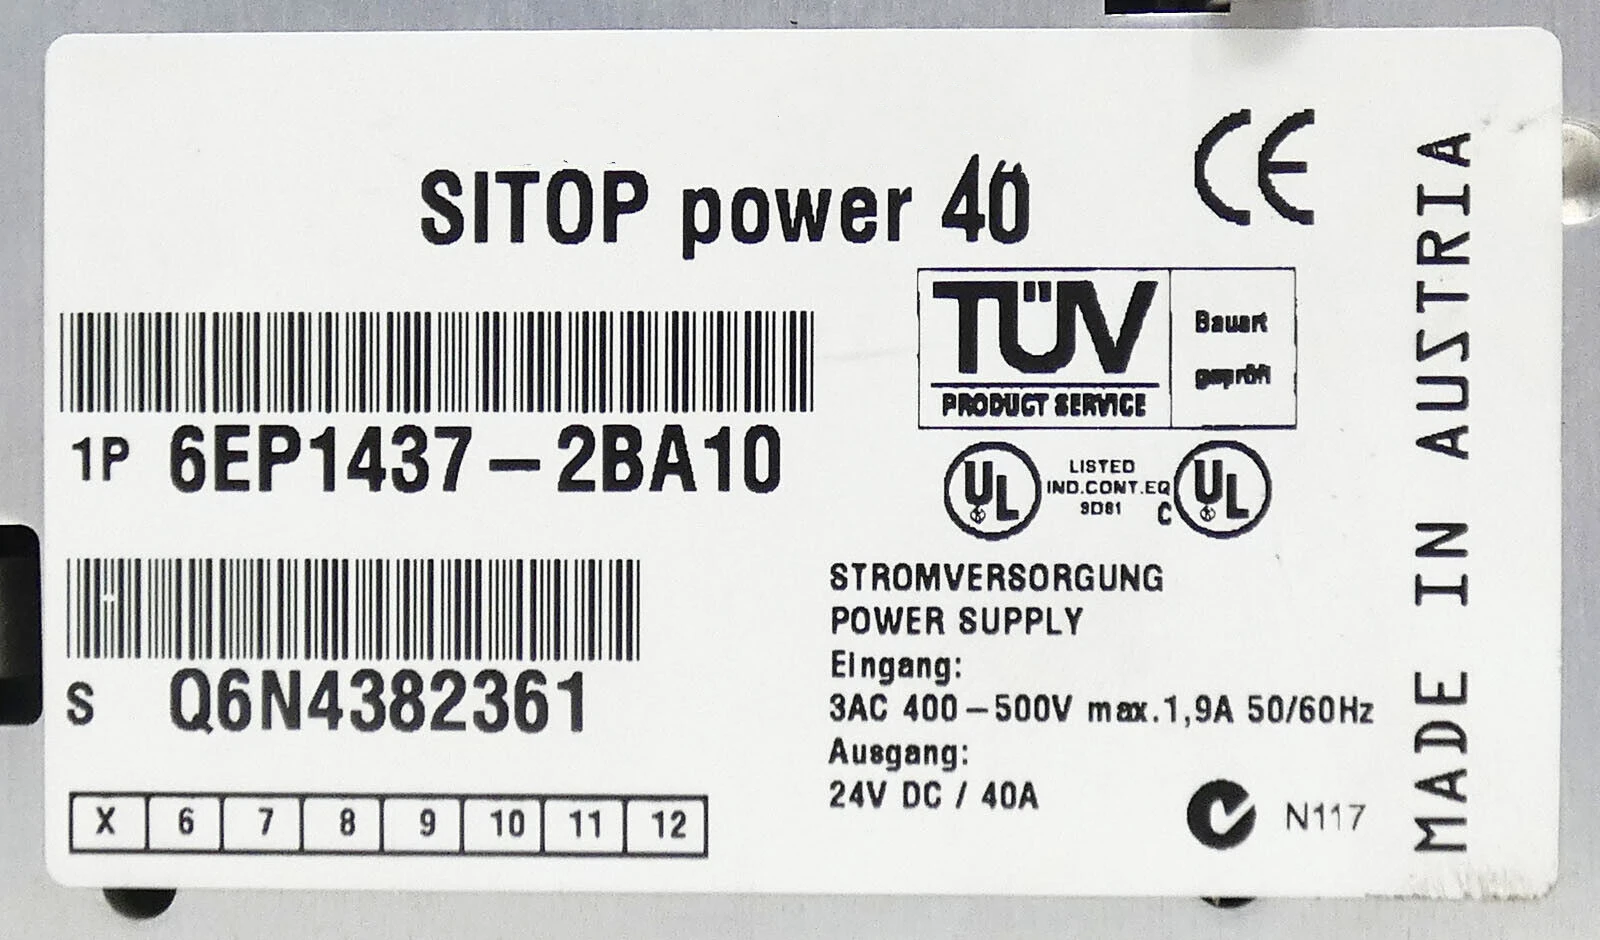 SITOP power 40
CE
TÜV
PRODUCT SERVICE
Bauart
geprüft
1P 6EP1437-2BA10
UL
LISTED
IND.CONT.EQ
9D81
C UL
S Q6N4382361
STROMVERSORGUNG
POWER SUPPLY
Eingang:
3AC 400-500V max.1,9A 50/60Hz
Ausgang:
24V DC / 40A
X 6 7 8 9 10 11 12
N117
MADE IN AUSTRIA